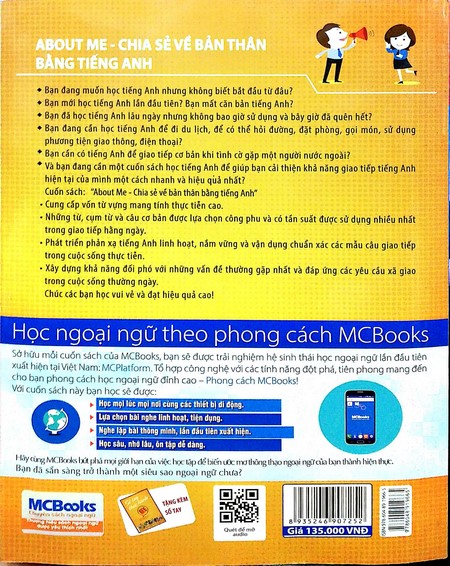 ABOUT ME - CHIA SẺ VỀ BẢN THÂN
BẰNG TIẾNG ANH
Bạn đang muốn học tiếng Anh nhưng không biết bắt đầu từ đâu?
Bạn mới học tiếng Anh lần đầu tiên? Bạn mất căn bản tiếng Anh?
Bạn đã học tiếng Anh lâu ngày nhưng không bao giờ sử dụng và bây giờ đã quên hết?
Bạn đang cần học tiếng Anh để đi du lịch, để có thể hỏi đường, đặt phòng, gọi món, sử dụng
phương tiện giao thông, điện thoại?
Bạn cần có tiếng Anh để giao tiếp cơ bản khi tình cờ gặp một người nước ngoài?
Và bạn đang cần một cuốn sách học tiếng Anh để giúp bạn cải thiện khả năng giao tiếp tiếng Anh
hiện tại của mình một cách nhanh và hiệu quả nhất?
Cuốn sách: "About Me - Chia sẻ về bản thân bằng tiếng Anh"
• Cung cấp vốn từ vựng mang tính thực tiễn cao.
• Những từ, cụm từ và câu cơ bản được lựa chọn công phu và có tần suất được sử dụng nhiều nhất
trong giao tiếp hằng ngày.
• Phát triển phản xạ tiếng Anh linh hoạt, nắm vững và vận dụng chuẩn xác các mẫu câu giao tiếp
trong cuộc sống thực tiễn.
• Xây dựng khả năng đối phó với những vấn đề thường gặp nhất và đáp ứng các yêu cầu xã giao
trong cuộc sống thường ngày.
Chúc các bạn học vui vẻ và đạt hiệu quả cao!
Học ngoại ngữ theo phong cách MCBooks
Sở hữu mỗi cuốn sách của MCBooks, bạn sẽ được trải nghiệm hệ sinh thái học ngoại ngữ lần đầu tiên
xuất hiện tại Việt Nam: MCPlatform. Tổ hợp công nghệ với các tính năng đột phá, tiên phong mang đến
cho bạn phong cách học ngoại ngữ đỉnh cao – Phong cách MCBooks!
Với cuốn sách này bạn học sẽ được:
Học mọi lúc mọi nơi cùng các thiết bị di động.
Lựa chọn bài nghe linh hoạt, tiện dụng.
Nghe lặp bài thông minh, lần đầu tiên xuất hiện.
Học sâu, nhớ lâu, ôn tập dễ dàng.
Hãy cùng MCBooks bứt phá mọi giới hạn của việc học tập để biến ước mơ thông thạo ngoại ngữ của bạn thành hiện thực.
Bạn đã sẵn sàng trở thành một siêu sao ngoại ngữ chưa?
MCBooks
Chuyên sách ngoại ngữ
Thương hiệu sách ngoại ngữ
được yêu thích nhất
TẶNG KÈM
SỔ TAY
Quét để mở
audio
8 935246 907252
Giá 135.000 VNĐ